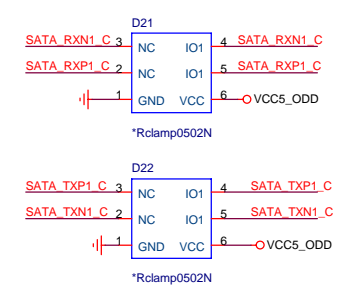 D21
SATA_RXN1_C 3 NC IO1 4 SATA_RXN1_C
SATA_RXP1_C 2 NC IO1 5 SATA_RXP1_C
1 GND VCC 6 VCC5_ODD
*Rclamp0502N
D22
SATA_TXP1_C 3 NC IO1 4 SATA_TXP1_C
SATA_TXN1_C 2 NC IO1 5 SATA_TXN1_C
1 GND VCC 6 VCC5_ODD
*Rclamp0502N